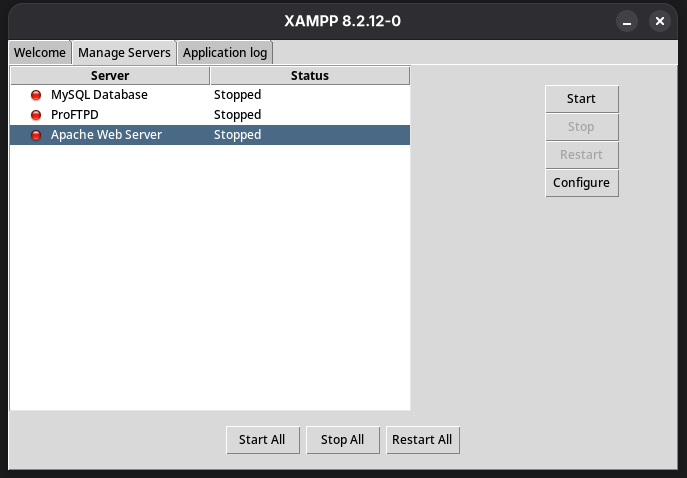 XAMPP 8.2.12-0
Welcome Manage Servers Application log
Server Status
MySQL Database Stopped
ProFTPD Stopped
Apache Web Server Stopped
Start
Stop
Restart
Configure
Start All Stop All Restart All